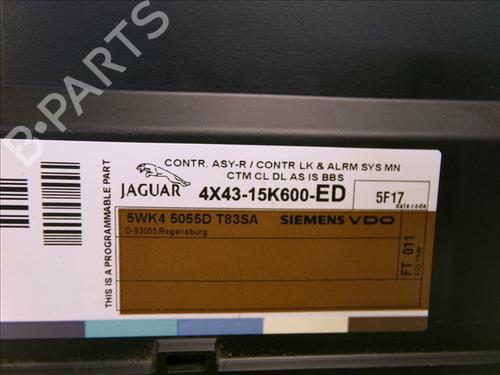 THIS IS A PROGRAMMABLE PART
CONTR. ASY-R / CONTR LK & ALRM SYS MN
CTM CL DL AS IS BBS
JAGUAR 4X43-15K600-ED
5F17
datecode
5WK4 5055D T83SA SIEMENS VDO
D-93055 Regensburg
FT 011
B-PARTS
B-PARTS